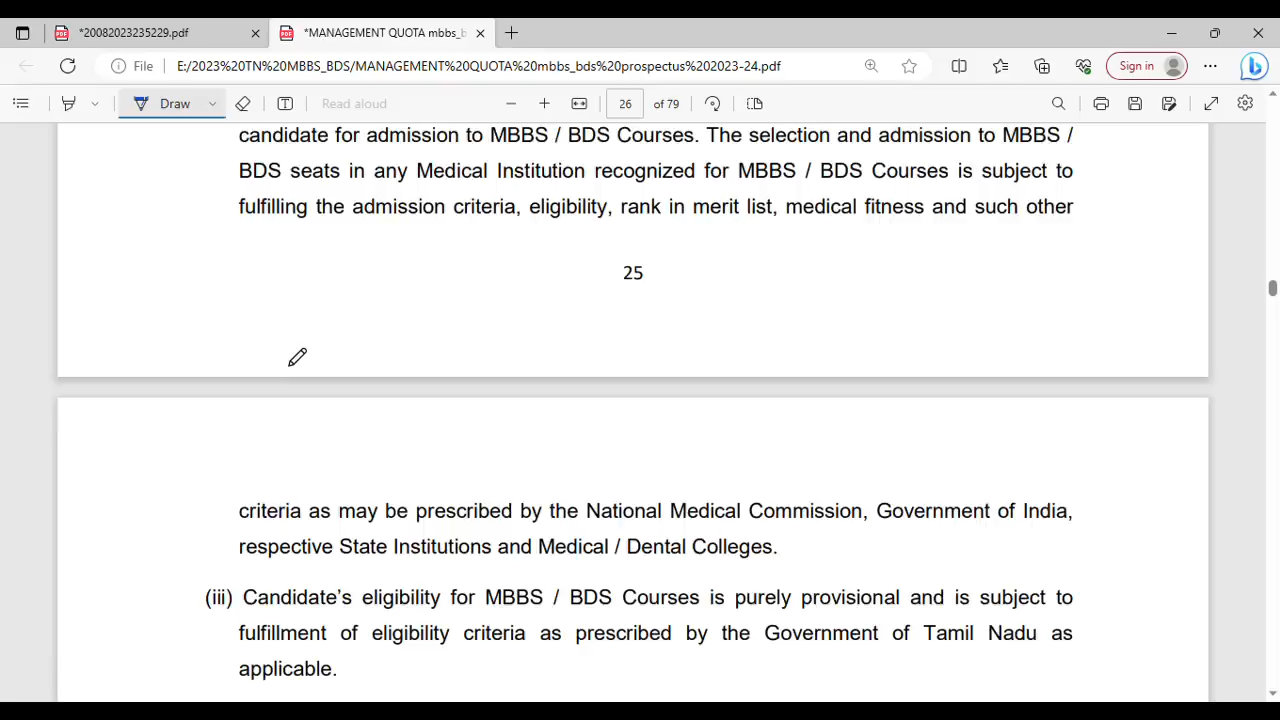 *20082023235229.pdf
*MANAGEMENT QUOTA mbbs_b
File
E:/2023%20TN%20MBBS_BDS/MANAGEMENT%20QUOTA%20mbbs_bds%20prospectus%202023-24.pdf
Sign in
Draw
Read aloud
26 of 79
candidate for admission to MBBS / BDS Courses. The selection and admission to MBBS /
BDS seats in any Medical Institution recognized for MBBS / BDS Courses is subject to
fulfilling the admission criteria, eligibility, rank in merit list, medical fitness and such other
25
criteria as may be prescribed by the National Medical Commission, Government of India,
respective State Institutions and Medical / Dental Colleges.
(iii) Candidate’s eligibility for MBBS / BDS Courses is purely provisional and is subject to
fulfillment of eligibility criteria as prescribed by the Government of Tamil Nadu as
applicable.